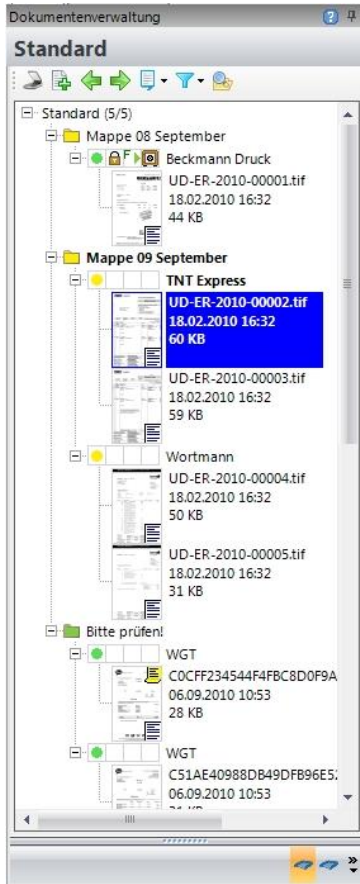 Dokumentenverwaltung
Standard
Standard (5/5)
Mappe 08 September
F Beckmann Druck
UD-ER-2010-00001.tif
18.02.2010 16:32
44 KB
Mappe 09 September
TNT Express
UD-ER-2010-00002.tif
18.02.2010 16:32
60 KB
UD-ER-2010-00003.tif
18.02.2010 16:32
59 KB
Wortmann
UD-ER-2010-00004.tif
18.02.2010 16:32
50 KB
UD-ER-2010-00005.tif
18.02.2010 16:32
31 KB
Bitte prüfen!
WGT
C0CFF234544F4FBC8D0F9A
06.09.2010 10:53
28 KB
WGT
C51AE40988DB49DFB96E5
06.09.2010 10:53